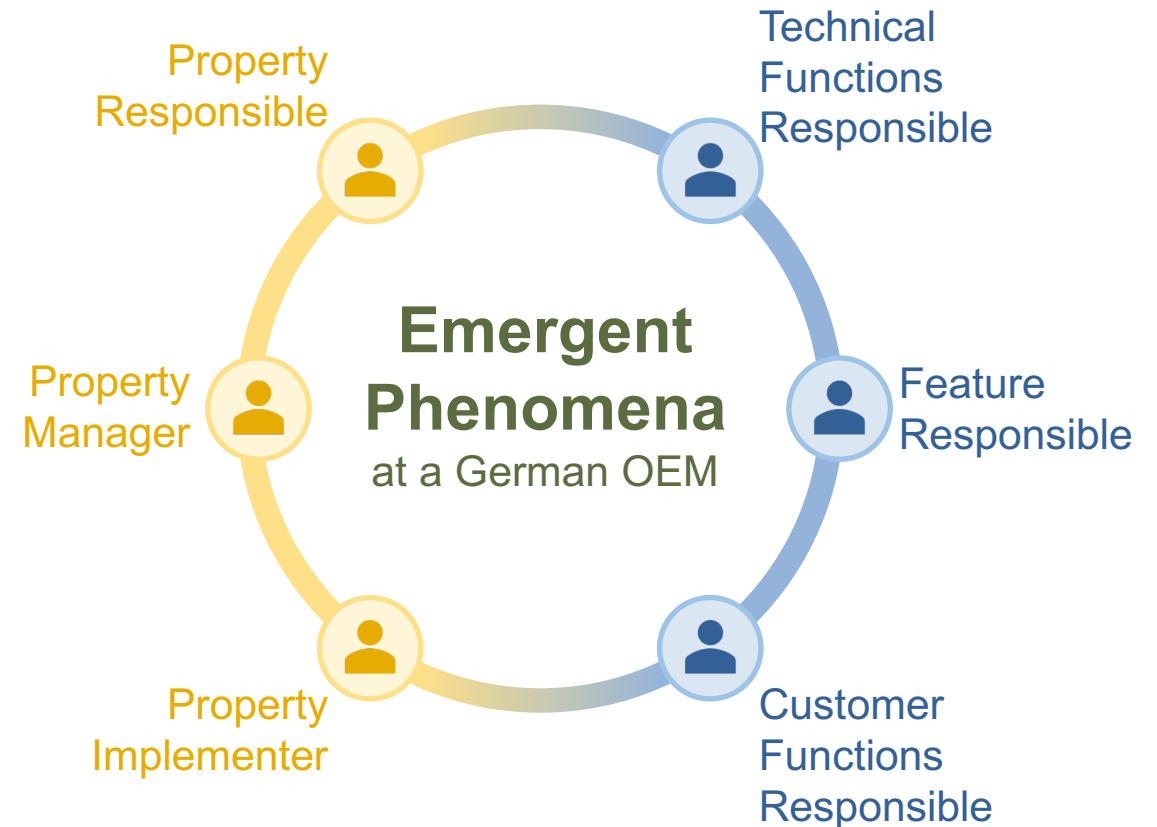 Property
Responsible
Technical
Functions
Responsible
Emergent
Phenomena
at a German OEM
Property
Manager
Feature
Responsible
Property
Implementer
Customer
Functions
Responsible